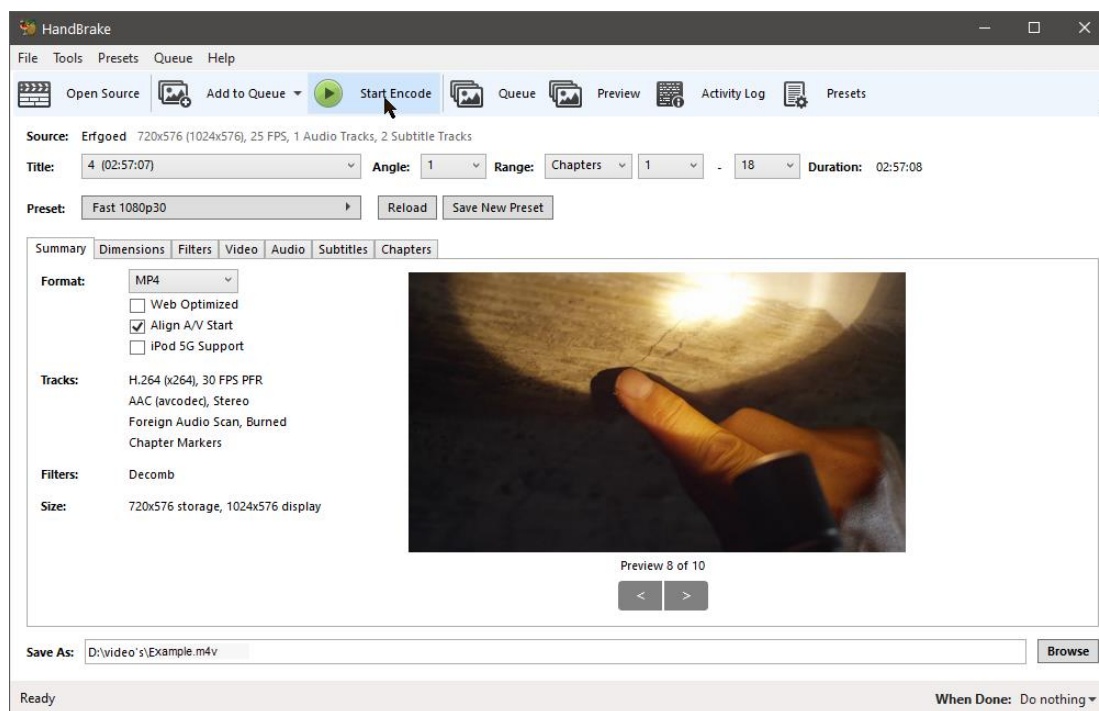 HandBrake
File Tools Presets Queue Help
Open Source Add to Queue Start Encode Queue Preview Activity Log Presets
Source: Erfgoed 720x576 (1024x576), 25 FPS, 1 Audio Tracks, 2 Subtitle Tracks
Title: 4 (02:57:07) Angle: 1 Range: Chapters 1 - 18 Duration: 02:57:08
Preset: Fast 1080p30 Reload Save New Preset
Summary Dimensions Filters Video Audio Subtitles Chapters
Format: MP4
Web Optimized
Align A/V Start
iPod 5G Support
Tracks: H.264 (x264), 30 FPS PFR
AAC (avcodec), Stereo
Foreign Audio Scan, Burned
Chapter Markers
Filters: Decomb
Size: 720x576 storage, 1024x576 display
Preview 8 of 10
< >
Save As: D:\video's\Example.m4v Browse
Ready When Done: Do nothing